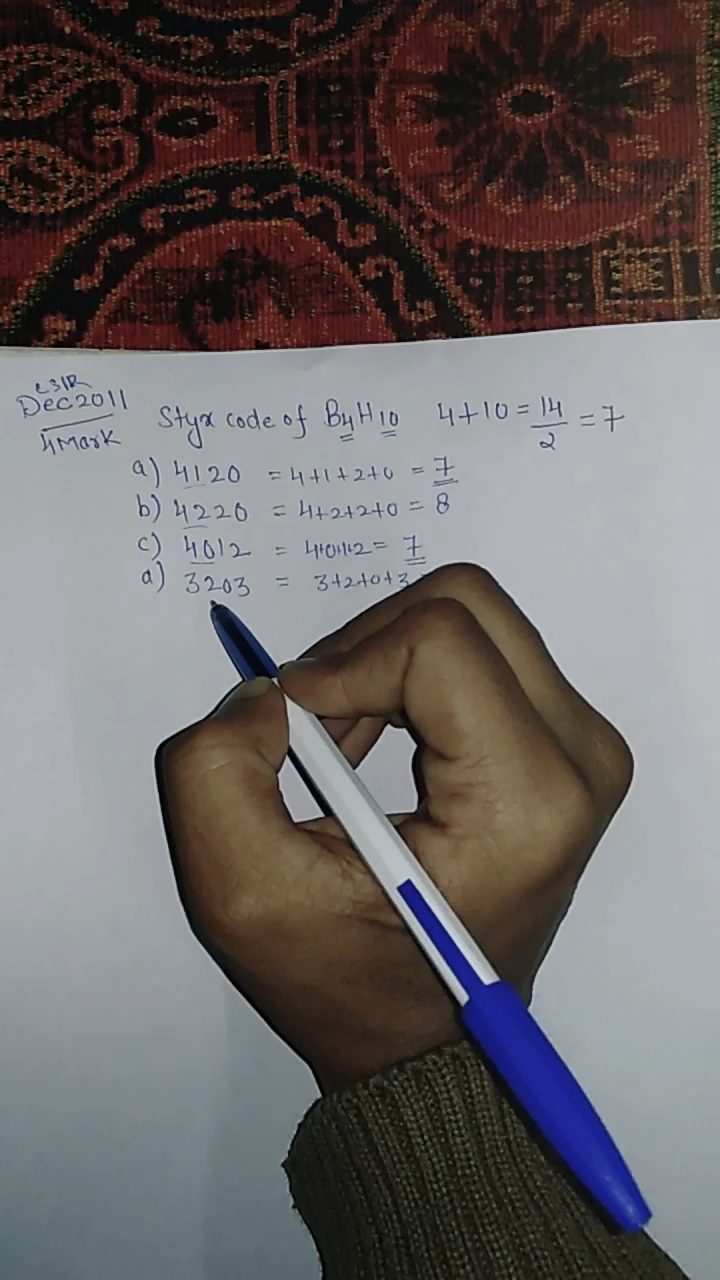 CSIR
Dec2011
4Mark
Styx code of B4H10 4+10 = 14/2 = 7
a) 4120 = 4+1+2+0 = 7
b) 4220 = 4+2+2+0 = 8
c) 4012 = 4+0+1+2 = 7
a) 3203 = 3+2+0+3